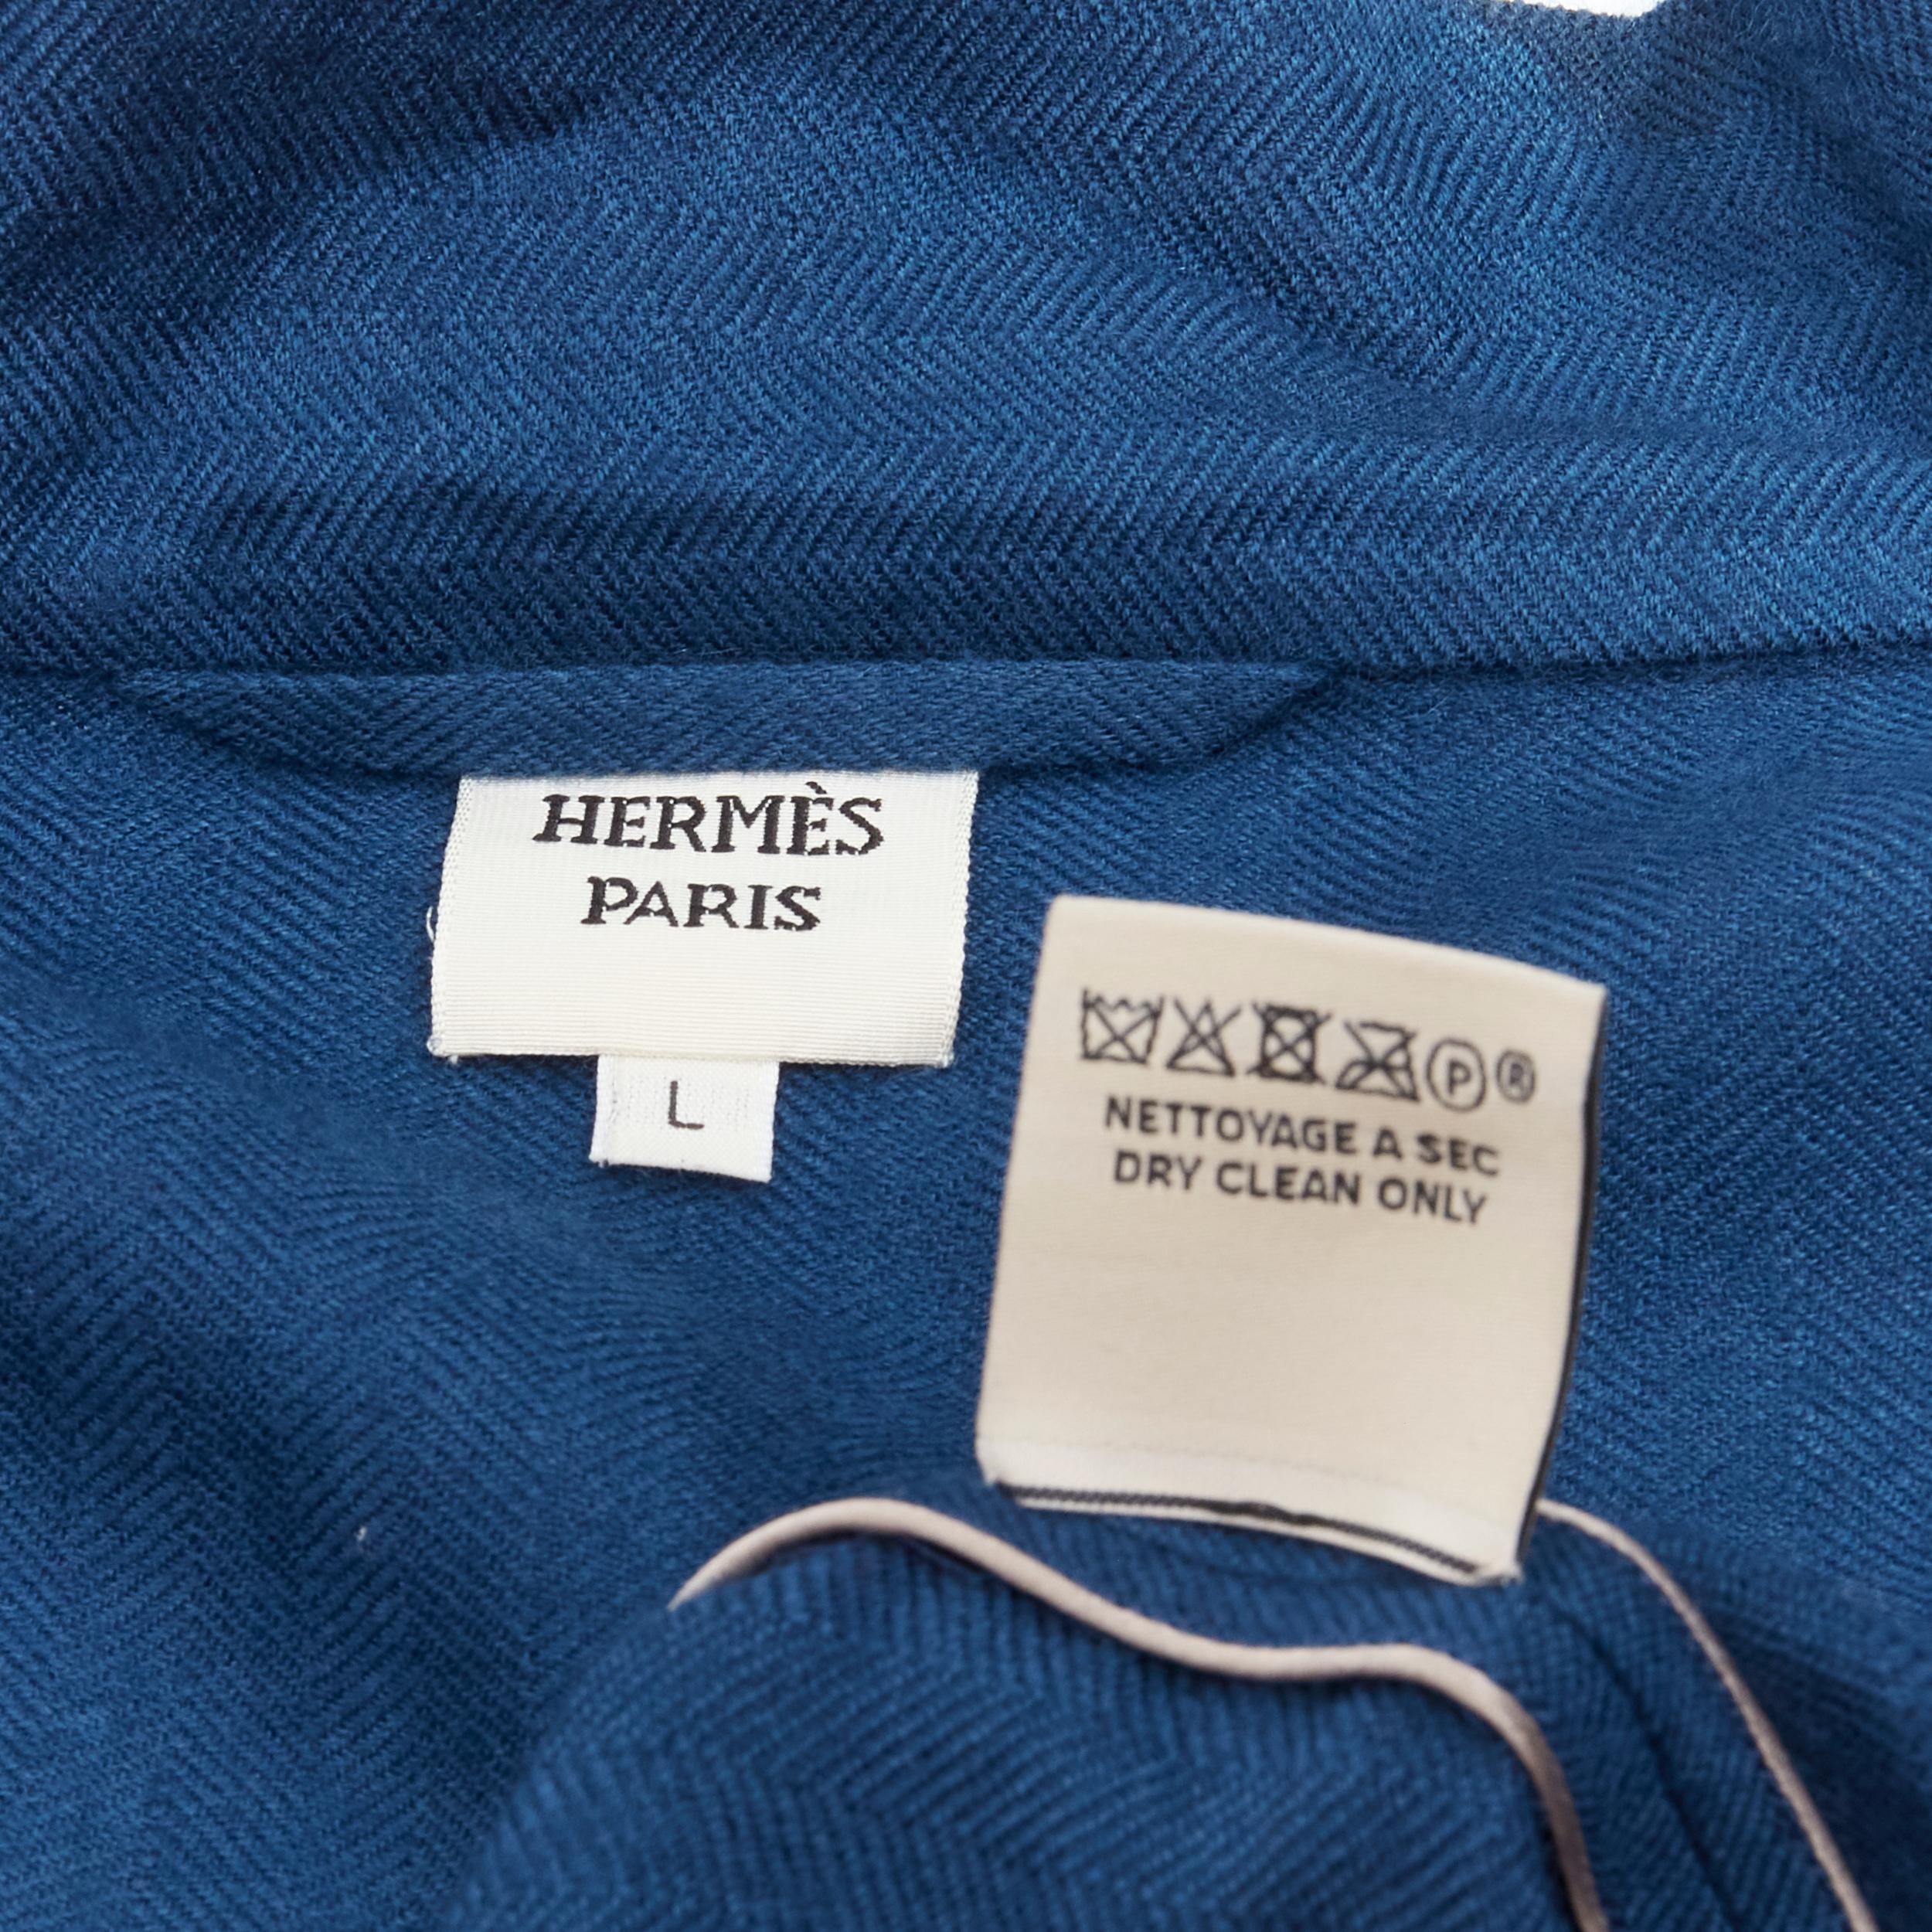 HERMÈS
PARIS
L
P ®
NETTOYAGE A SEC
DRY CLEAN ONLY